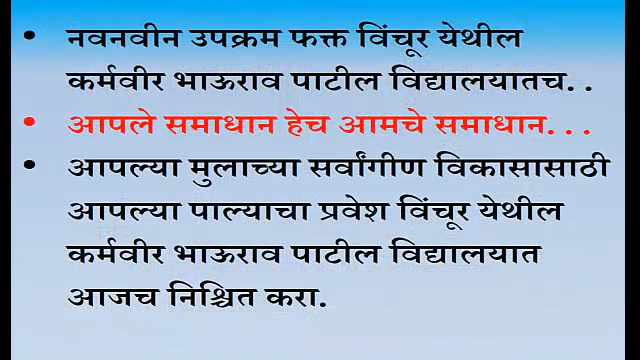 • नवनवीन उपक्रम फक्त विंचूर येथील
कर्मवीर भाऊराव पाटील विद्यालयातच. .
• आपले समाधान हेच आमचे समाधान. . .
• आपल्या मुलाच्या सर्वांगीण विकासासाठी
आपल्या पाल्याचा प्रवेश विंचूर येथील
कर्मवीर भाऊराव पाटील विद्यालयात
आजच निश्चित करा.